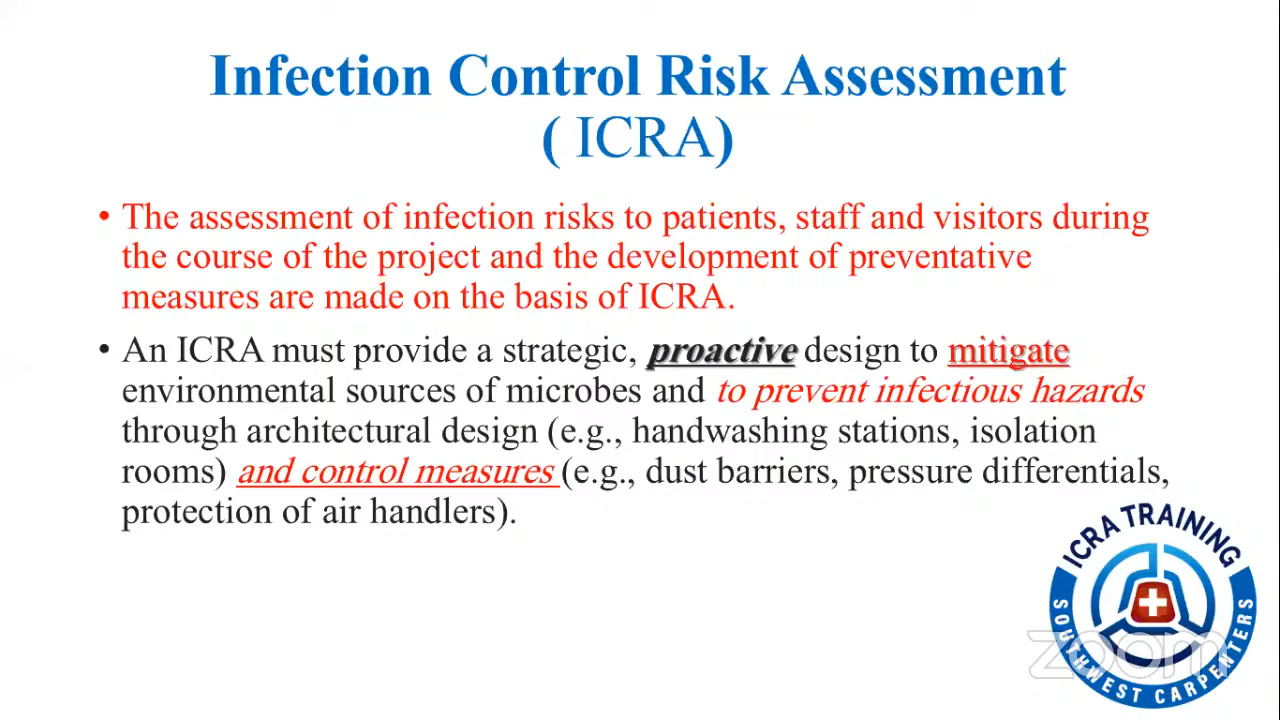 Infection Control Risk Assessment
( ICRA)
• The assessment of infection risks to patients, staff and visitors during
the course of the project and the development of preventative
measures are made on the basis of ICRA.
• An ICRA must provide a strategic, proactive design to mitigate
environmental sources of microbes and to prevent infectious hazards
through architectural design (e.g., handwashing stations, isolation
rooms) and control measures (e.g., dust barriers, pressure differentials,
protection of air handlers).
ICRA TRAINING
SOUTHWEST CARPENTERS
zoom